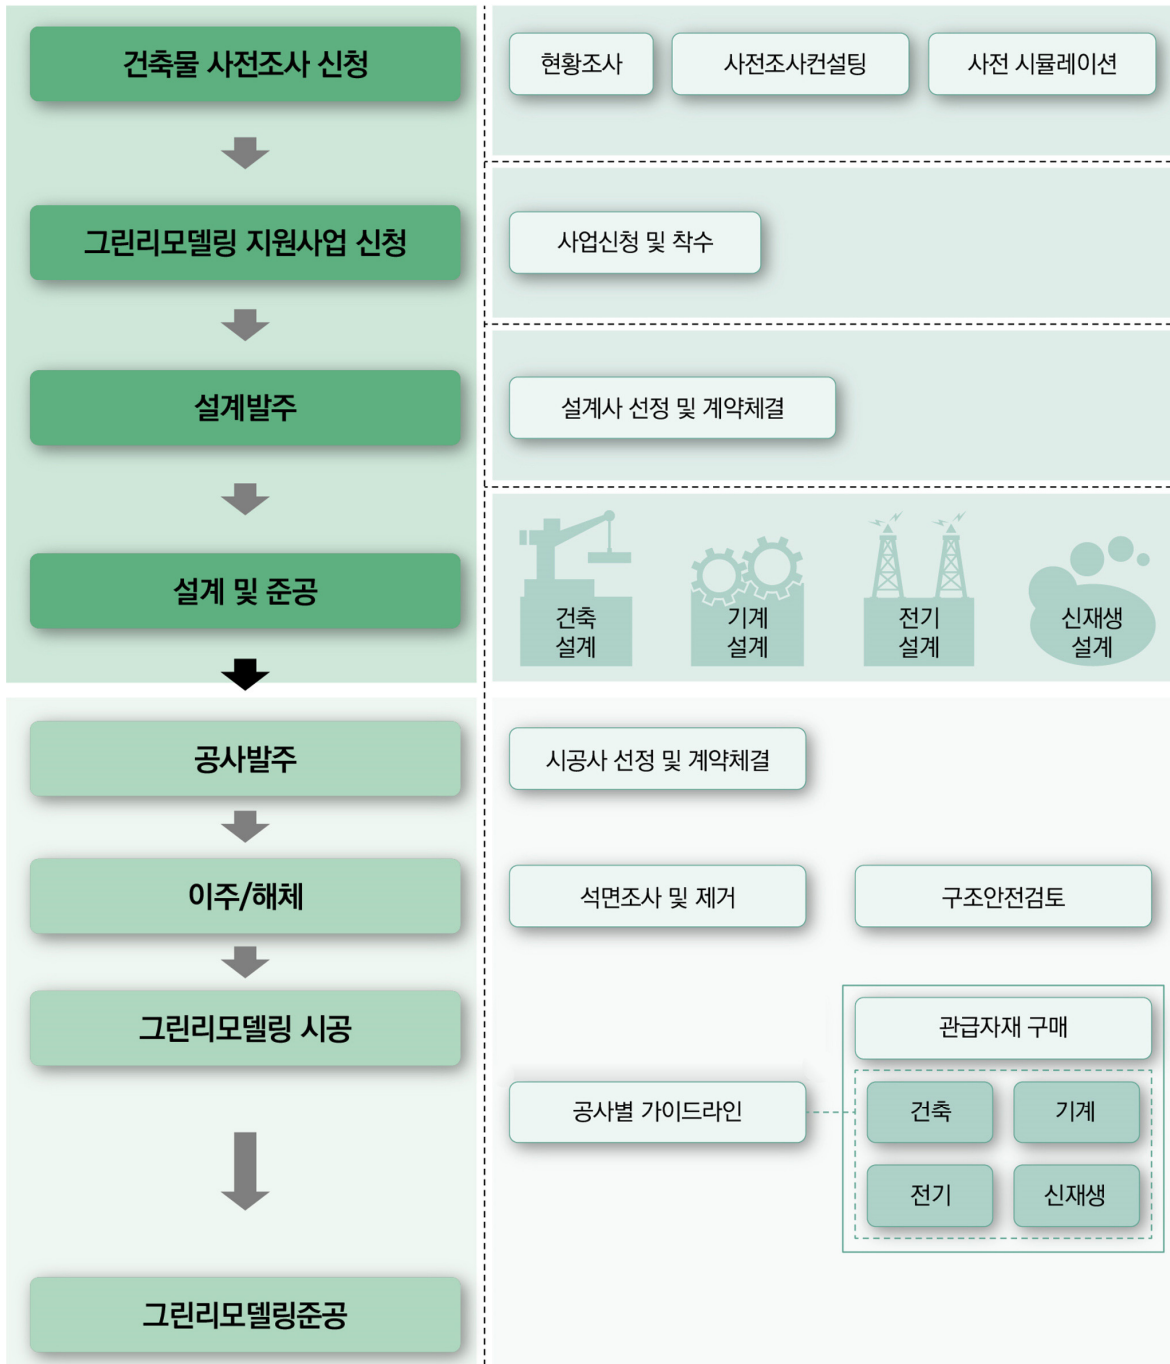 건축물 사전조사 신청
현황조사
사전조사컨설팅
사전 시뮬레이션
그린리모델링 지원사업 신청
사업신청 및 착수
설계발주
설계사 선정 및 계약체결
설계 및 준공
건축
설계
기계
설계
전기
설계
신재생
설계
공사발주
시공사 선정 및 계약체결
이주/해체
석면조사 및 제거
구조안전검토
그린리모델링 시공
관급자재 구매
공사별 가이드라인
건축
기계
전기
신재생
그린리모델링준공